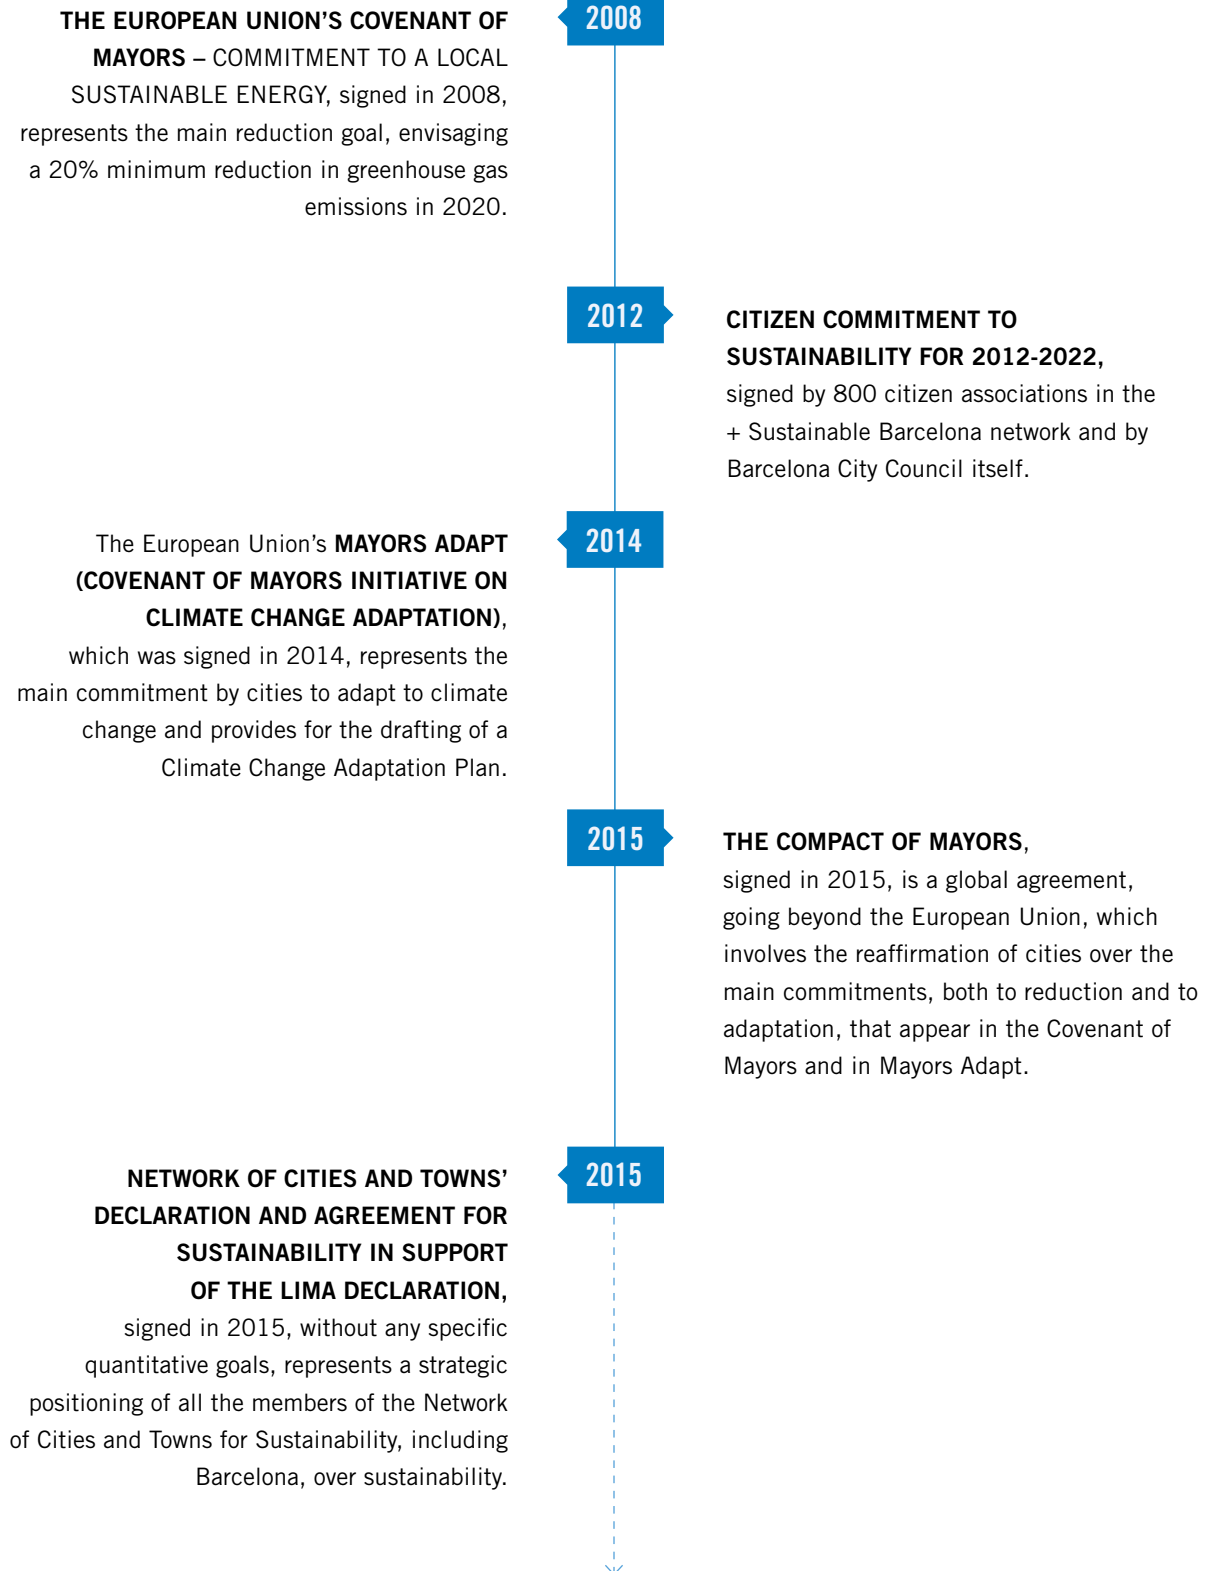 2008
THE EUROPEAN UNION’S COVENANT OF
MAYORS – COMMITMENT TO A LOCAL
SUSTAINABLE ENERGY, signed in 2008,
represents the main reduction goal, envisaging
a 20% minimum reduction in greenhouse gas
emissions in 2020.
2012
CITIZEN COMMITMENT TO
SUSTAINABILITY FOR 2012-2022,
signed by 800 citizen associations in the
+ Sustainable Barcelona network and by
Barcelona City Council itself.
2014
The European Union’s MAYORS ADAPT
(COVENANT OF MAYORS INITIATIVE ON
CLIMATE CHANGE ADAPTATION),
which was signed in 2014, represents the
main commitment by cities to adapt to climate
change and provides for the drafting of a
Climate Change Adaptation Plan.
2015
THE COMPACT OF MAYORS,
signed in 2015, is a global agreement,
going beyond the European Union, which
involves the reaffirmation of cities over the
main commitments, both to reduction and to
adaptation, that appear in the Covenant of
Mayors and in Mayors Adapt.
2015
NETWORK OF CITIES AND TOWNS’
DECLARATION AND AGREEMENT FOR
SUSTAINABILITY IN SUPPORT
OF THE LIMA DECLARATION,
signed in 2015, without any specific
quantitative goals, represents a strategic
positioning of all the members of the Network
of Cities and Towns for Sustainability, including
Barcelona, over sustainability.